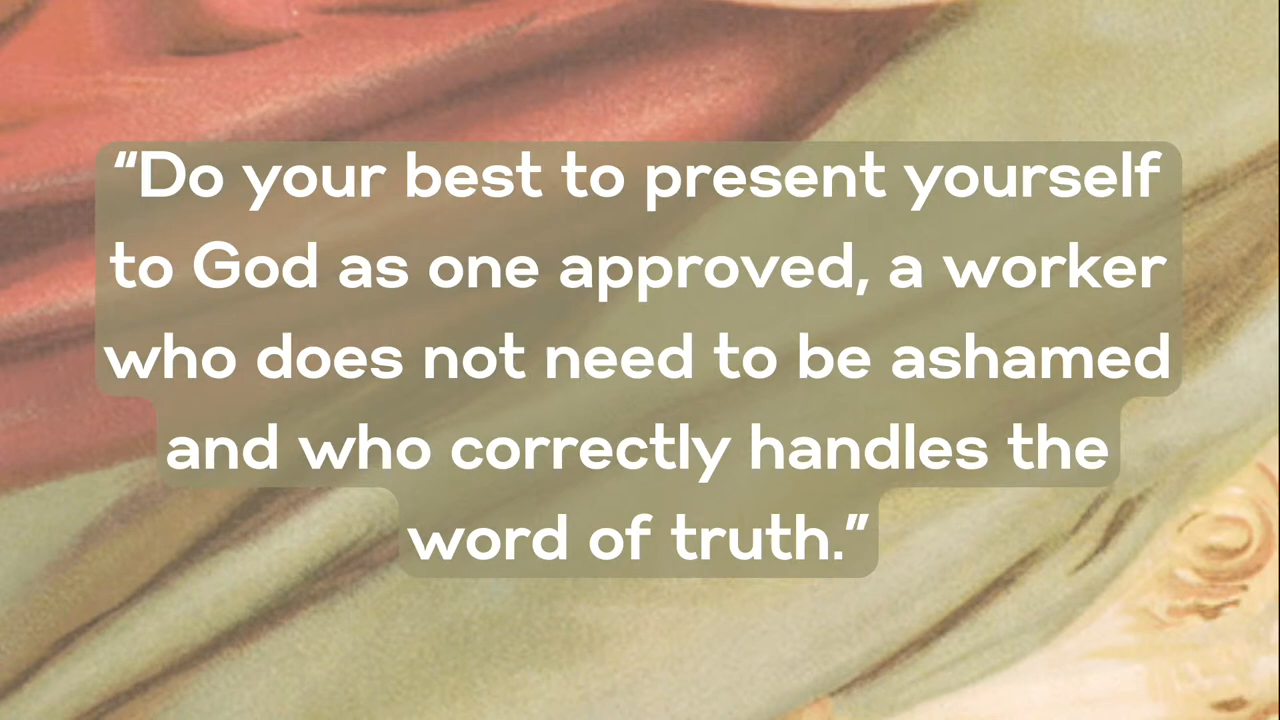 “Do your best to present yourself
to God as one approved, a worker
who does not need to be ashamed
and who correctly handles the
word of truth.”